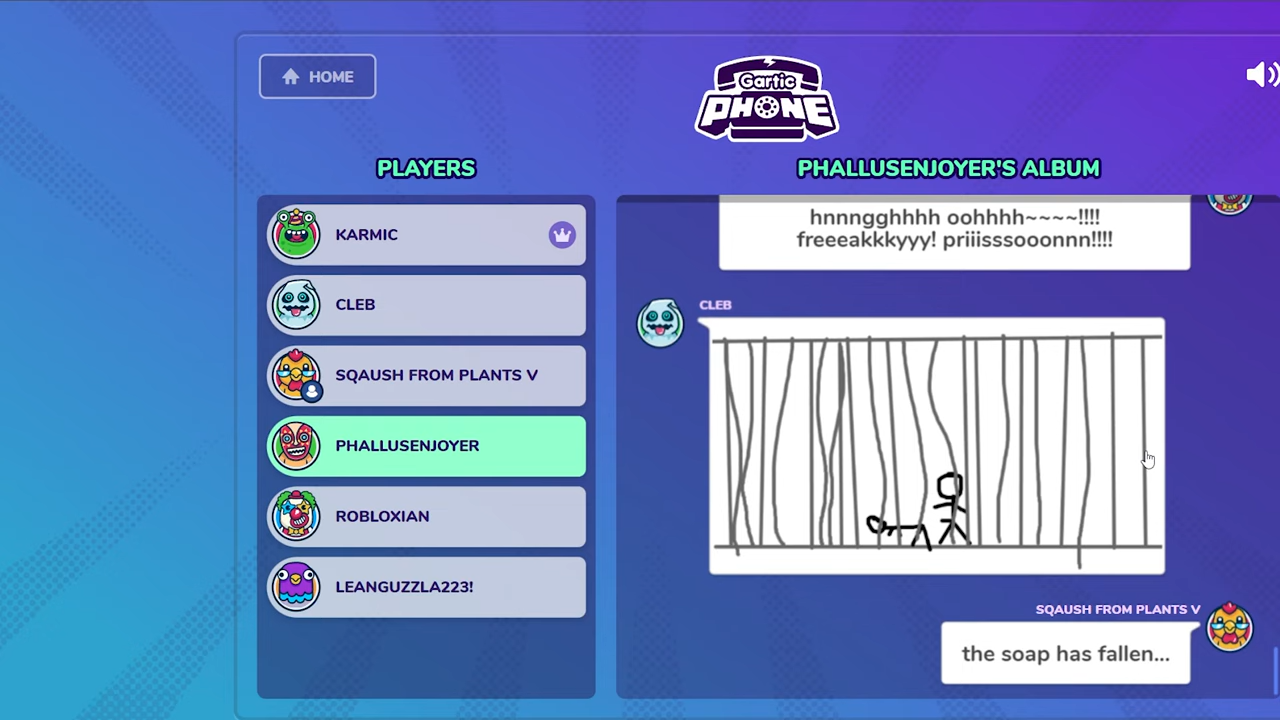 HOME
Gartic
PHONE
PLAYERS
PHALLUSENJOYER'S ALBUM
KARMIC
CLEB
SQAUSH FROM PLANTS V
PHALLUSENJOYER
ROBLOXIAN
LEANGUZZLA223!
hnnngghhhh oohhhh~~~~!!!!
freeeakkkyyy! priiisssooonnn!!!!
CLEB
SQAUSH FROM PLANTS V
the soap has fallen...